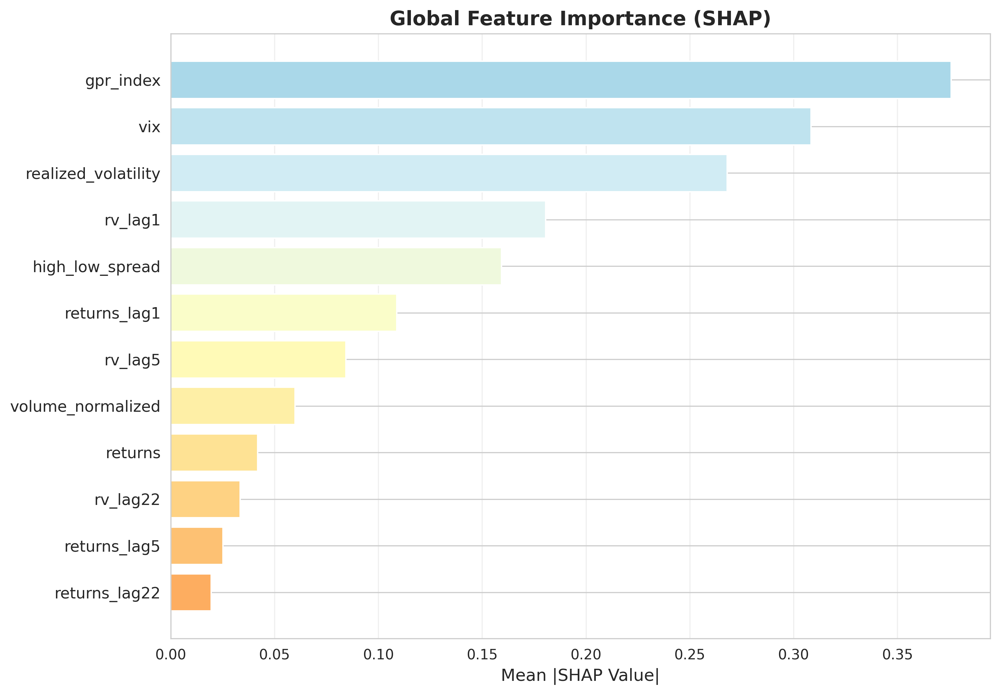 Global Feature Importance (SHAP)
gpr_index
vix
realized_volatility
rv_lag1
high_low_spread
returns_lag1
rv_lag5
volume_normalized
returns
rv_lag22
returns_lag5
returns_lag22
0.00 0.05 0.10 0.15 0.20 0.25 0.30 0.35
Mean |SHAP Value|